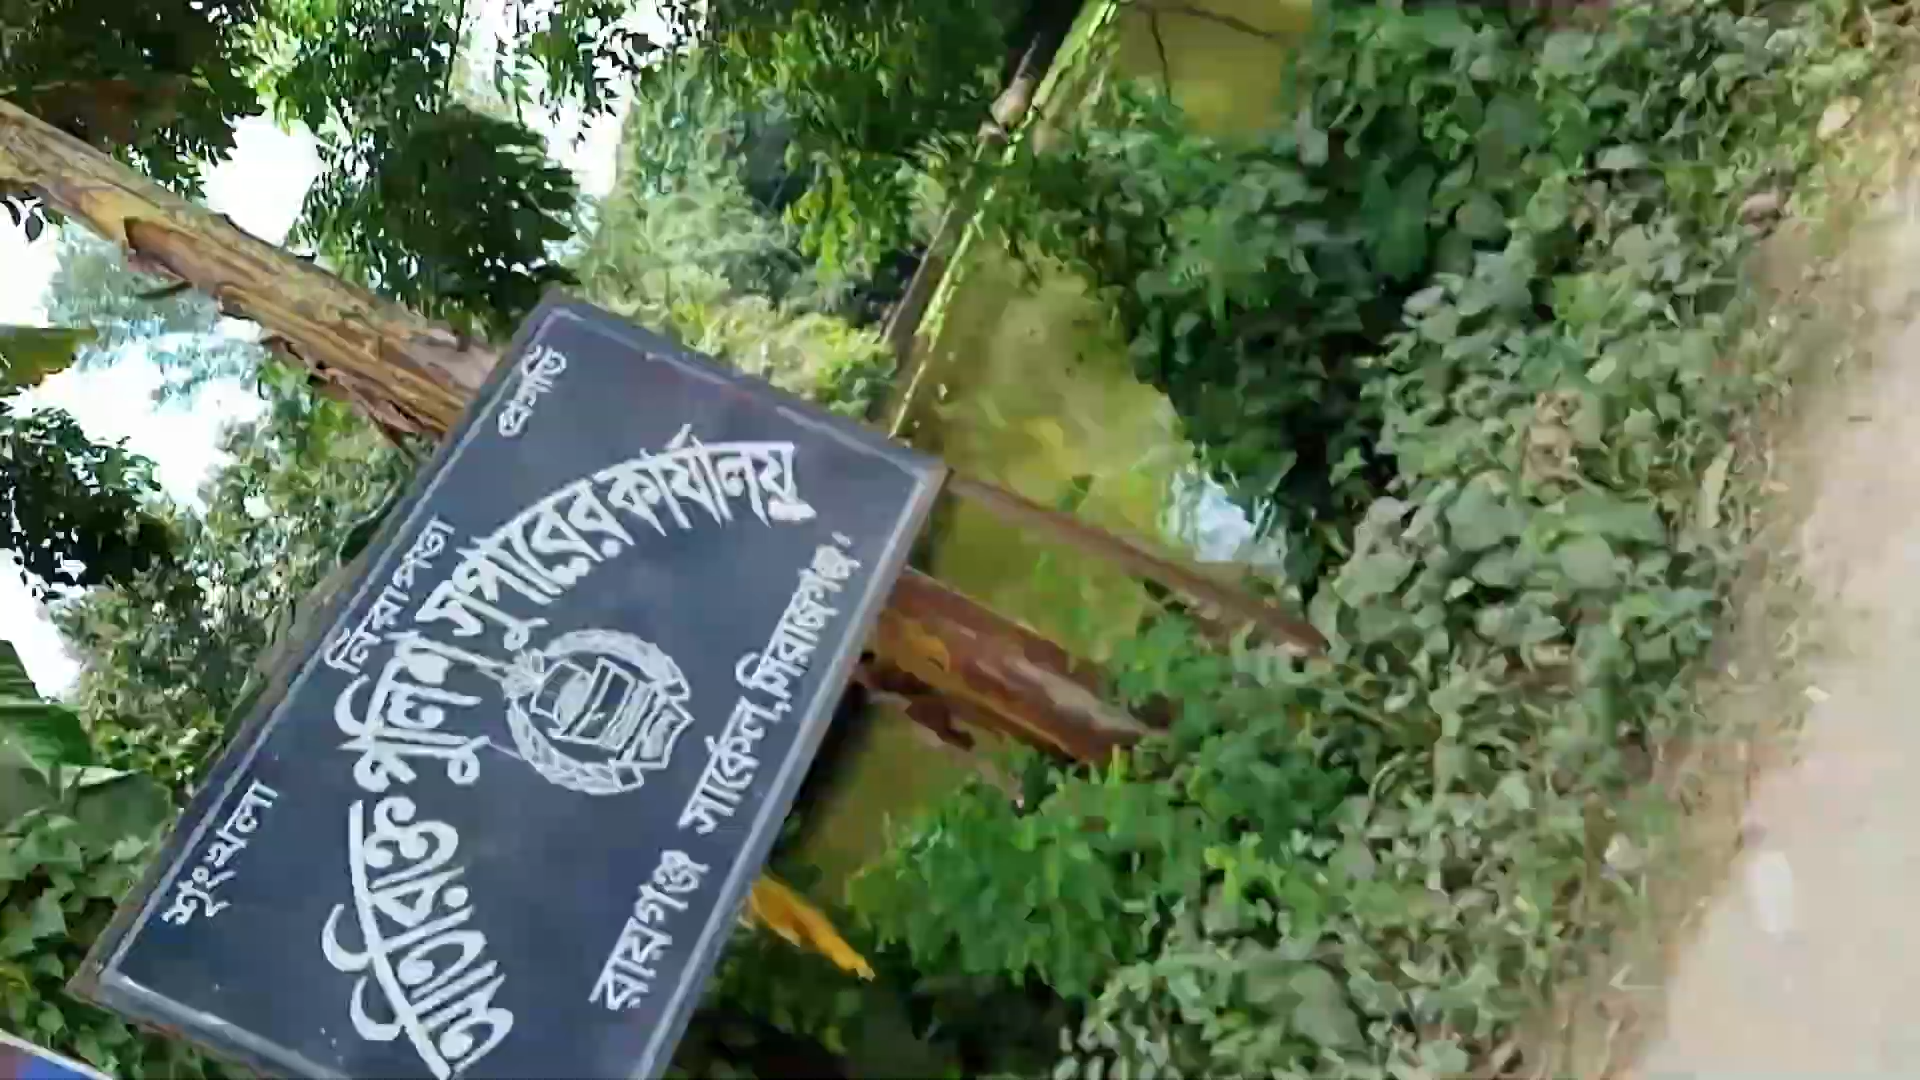 শৃংখলা নিরাপত্তা প্রগতি
অতিরিক্ত পুলিশ সুপারের কার্যালয়
রায়গঞ্জ সার্কেল,সিরাজগঞ্জ।